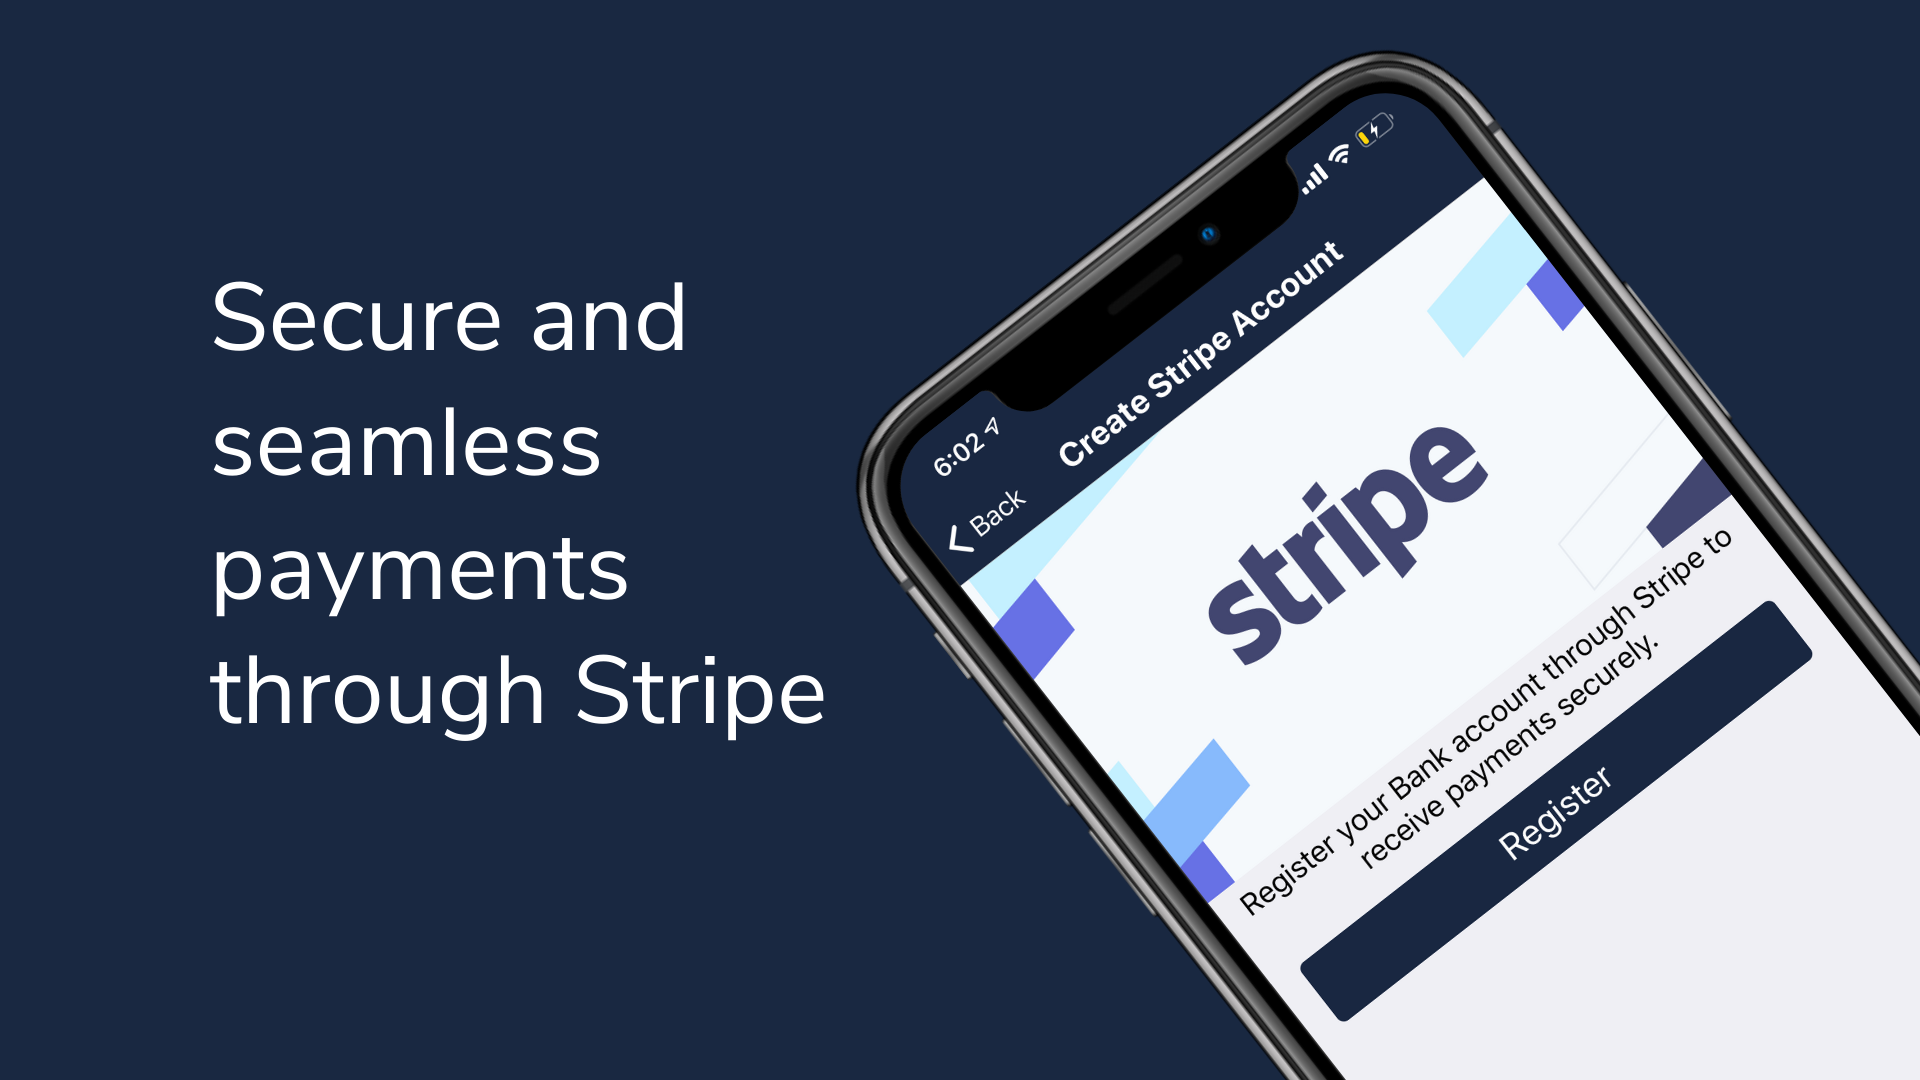 Secure and
seamless
payments
through Stripe
6:02
Back
Create Stripe Account
stripe
Register your Bank account through Stripe to
receive payments securely.
Register